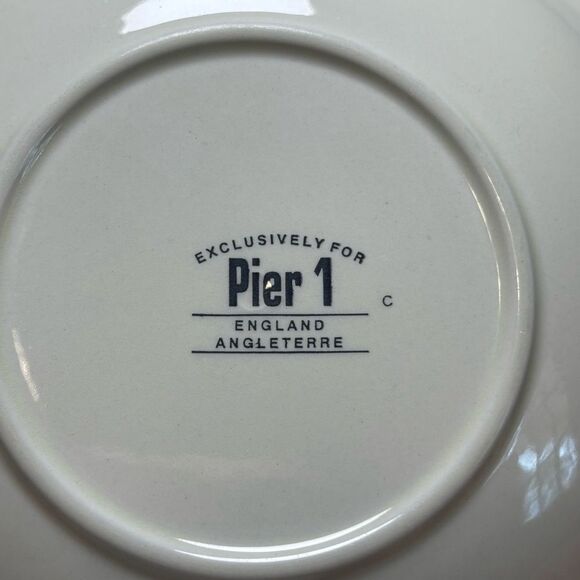 EXCLUSIVELY FOR
Pier 1
C
ENGLAND
ANGLETERRE